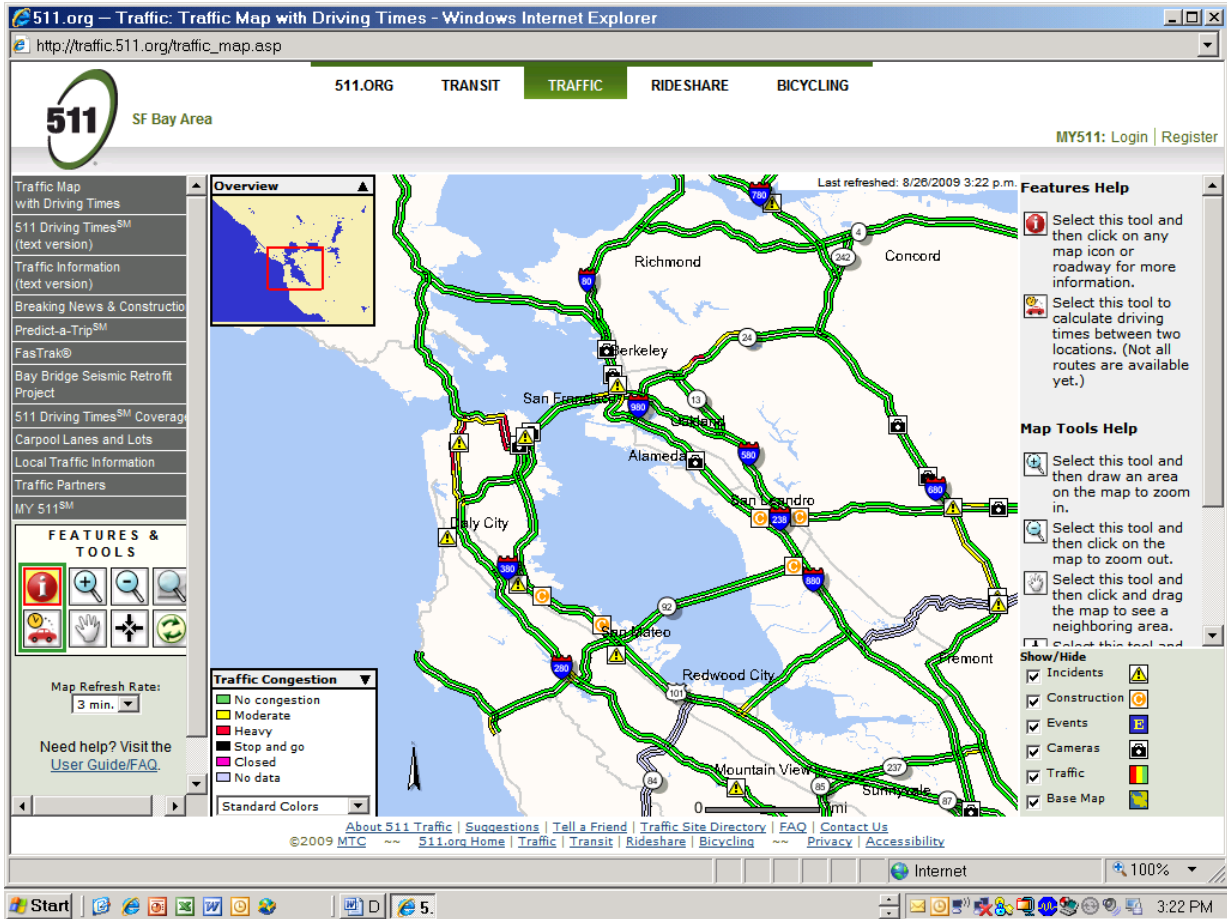 511.org — Traffic: Traffic Map with Driving Times - Windows Internet Explorer
http://traffic.511.org/traffic_map.asp
511.ORG TRANSIT TRAFFIC RIDESHARE BICYCLING
511 SF Bay Area
MY511: Login | Register
Traffic Map
with Driving Times
511 Driving Times SM
(text version)
Traffic Information
(text version)
Breaking News & Constructio
Predict-a-Trip SM
FasTrak®
Bay Bridge Seismic Retrofit
Project
511 Driving Times SM Coverage
Carpool Lanes and Lots
Local Traffic Information
Traffic Partners
MY 511 SM
FEATURES &
TOOLS
Map Refresh Rate:
3 min.
Need help? Visit the
User Guide/FAQ.
Overview
Last refreshed: 8/26/2009 3:22 p.m.
780
4
Richmond
242
Concord
80
24
Berkeley
San Francisco
980
13
Oakland
Alameda
580
680
San Leandro
238
Daly City
380
880
92
San Mateo
Fremont
280
Redwood City
101
237
Mountain View
84
85
Sunnyvale
87
0 mi
Traffic Congestion
No congestion
Moderate
Heavy
Stop and go
Closed
No data
Standard Colors
Features Help
Select this tool and
then click on any
map icon or
roadway for more
information.
Select this tool to
calculate driving
times between two
locations. (Not all
routes are available
yet.)
Map Tools Help
Select this tool and
then draw an area
on the map to zoom
in.
Select this tool and
then click on the
map to zoom out.
Select this tool and
then click and drag
the map to see a
neighboring area.
Select this tool and
Show/Hide
Incidents
Construction C
Events E
Cameras
Traffic
Base Map
About 511 Traffic | Suggestions | Tell a Friend | Traffic Site Directory | FAQ | Contact Us
©2009 MTC ~~ 511.org Home | Traffic | Transit | Rideshare | Bicycling ~~ Privacy | Accessibility
Internet 100%
Start D 5. 3:22 PM